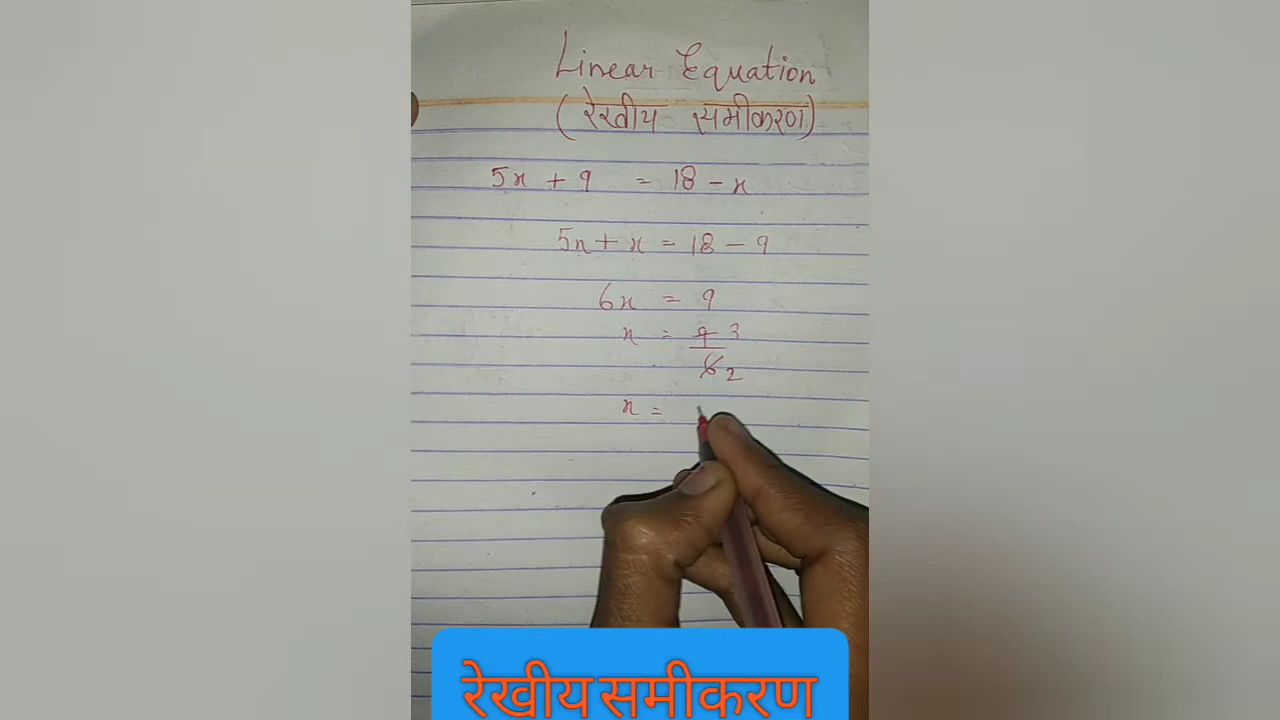 Linear Equation
(रेखीय समीकरण)
5x + 9 = 18 - x
5x + x = 18 - 9
6x = 9
x = 9 3
6 2
x =
रेखीय समीकरण